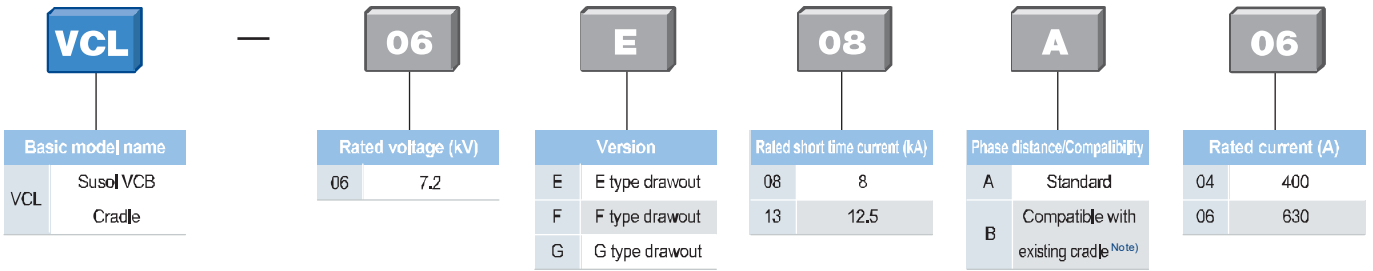 VCL — 06 E 08 A 06
Basic model name
VCL Susol VCB
Cradle
Rated voltage (kV)
06 7.2
Version
E E type drawout
F F type drawout
G G type drawout
Rated short time current (kA)
08 8
13 12.5
Phase distance/Compatibility
A Standard
B Compatible with
existing cradle Note)
Rated current (A)
04 400
06 630